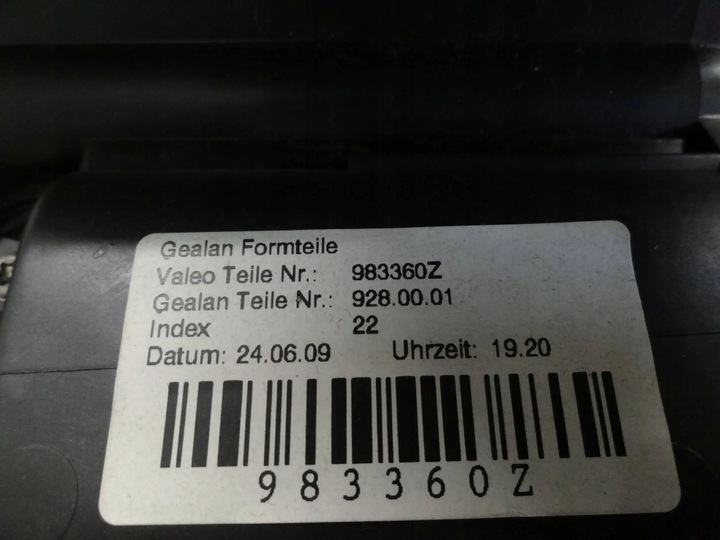 Gealan Formteile
Valeo Teile Nr.: 983360Z
Gealan Teile Nr.: 928.00.01
Index 22
Datum: 24.06.09 Uhrzeit: 19.20
983360Z